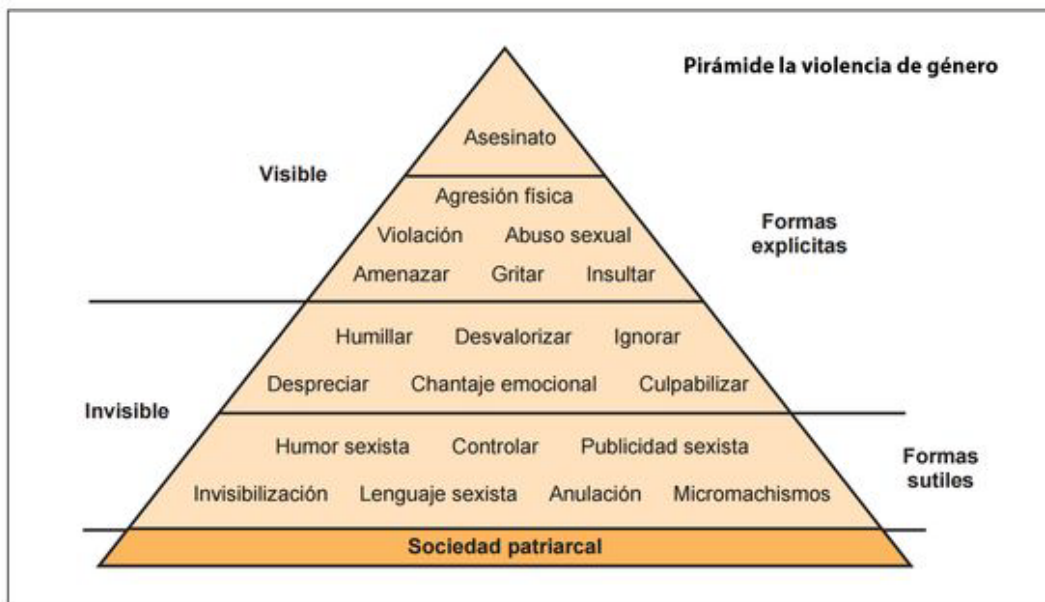 Pirámide la violencia de género
Asesinato
Visible
Agresión física
Violación Abuso sexual
Formas
explícitas
Amenazar Gritar Insultar
Humillar Desvalorizar Ignorar
Despreciar Chantaje emocional Culpabilizar
Invisible
Humor sexista Controlar Publicidad sexista
Formas
sutiles
Invisibilización Lenguaje sexista Anulación Micromachismos
Sociedad patriarcal